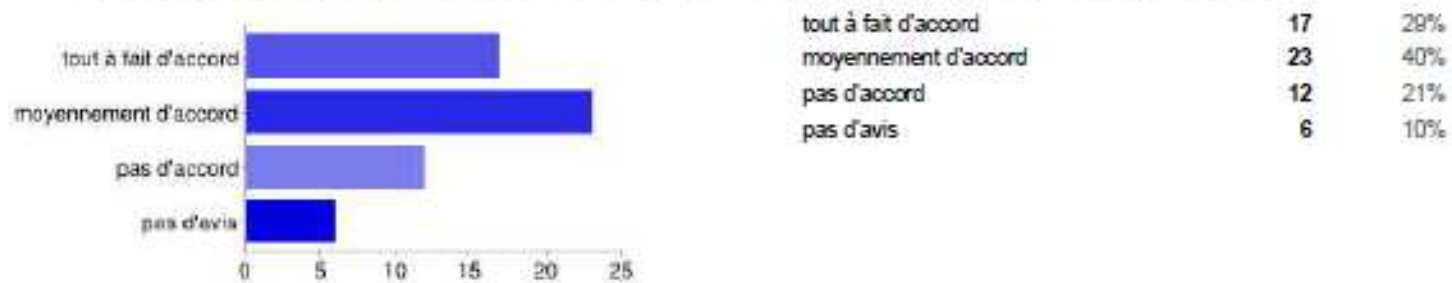 tout à fait d'accord
moyennement d'accord
pas d'accord
pas d'avis
0 5 10 15 20 25
tout à fait d'accord 17 29%
moyennement d'accord 23 40%
pas d'accord 12 21%
pas d'avis 6 10%